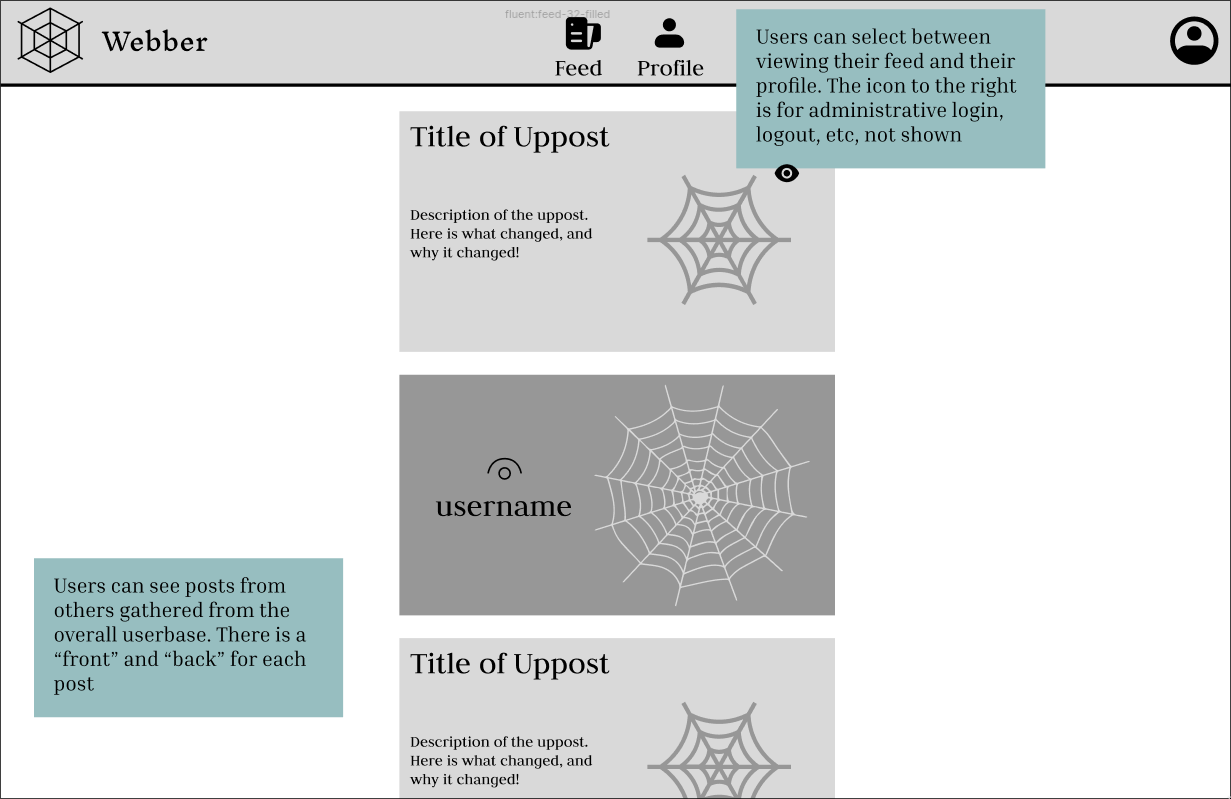 fluent:feed-32-filled
Webber
Feed
Profile
Users can select between
viewing their feed and their
profile. The icon to the right
is for administrative login,
logout, etc, not shown
Title of Uppost
Description of the uppost.
Here is what changed, and
why it changed!
username
Users can see posts from
others gathered from the
overall userbase. There is a
“front” and “back” for each
post
Title of Uppost
Description of the uppost.
Here is what changed, and
why it changed!